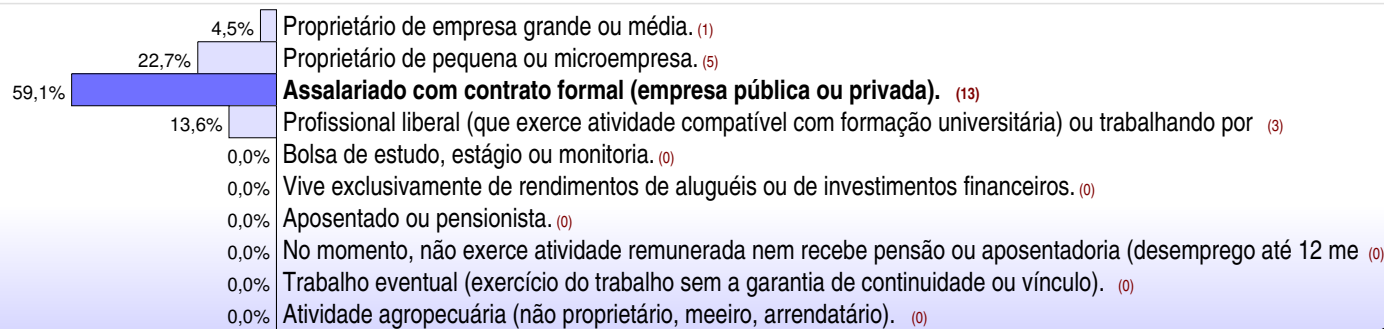 4,5% Proprietário de empresa grande ou média. (1)
22,7% Proprietário de pequena ou microempresa. (5)
59,1% Assalariado com contrato formal (empresa pública ou privada). (13)
13,6% Profissional liberal (que exerce atividade compatível com formação universitária) ou trabalhando por (3)
0,0% Bolsa de estudo, estágio ou monitoria. (0)
0,0% Vive exclusivamente de rendimentos de aluguéis ou de investimentos financeiros. (0)
0,0% Aposentado ou pensionista. (0)
0,0% No momento, não exerce atividade remunerada nem recebe pensão ou aposentadoria (desemprego até 12 me (0)
0,0% Trabalho eventual (exercício do trabalho sem a garantia de continuidade ou vínculo). (0)
0,0% Atividade agropecuária (não proprietário, meeiro, arrendatário). (0)